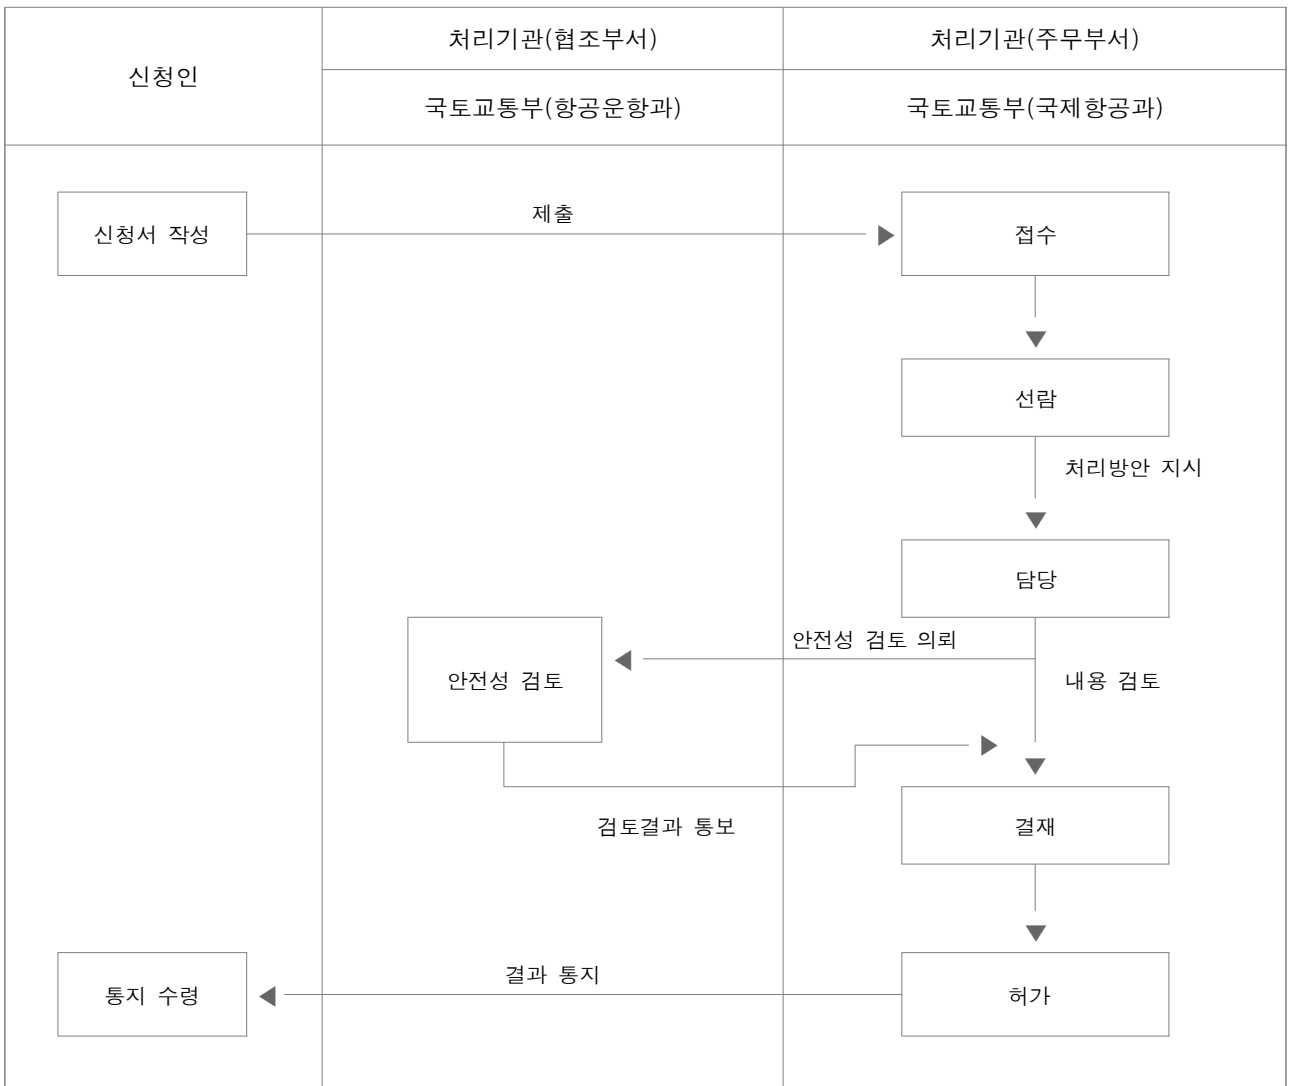 신청인
처리기관(협조부서)
처리기관(주무부서)
국토교통부(항공운항과)
국토교통부(국제항공과)
신청서 작성
제출
접수
선람
처리방안 지시
담당
안전성 검토 의뢰
안전성 검토
내용 검토
검토결과 통보
결재
통지 수령
결과 통지
허가